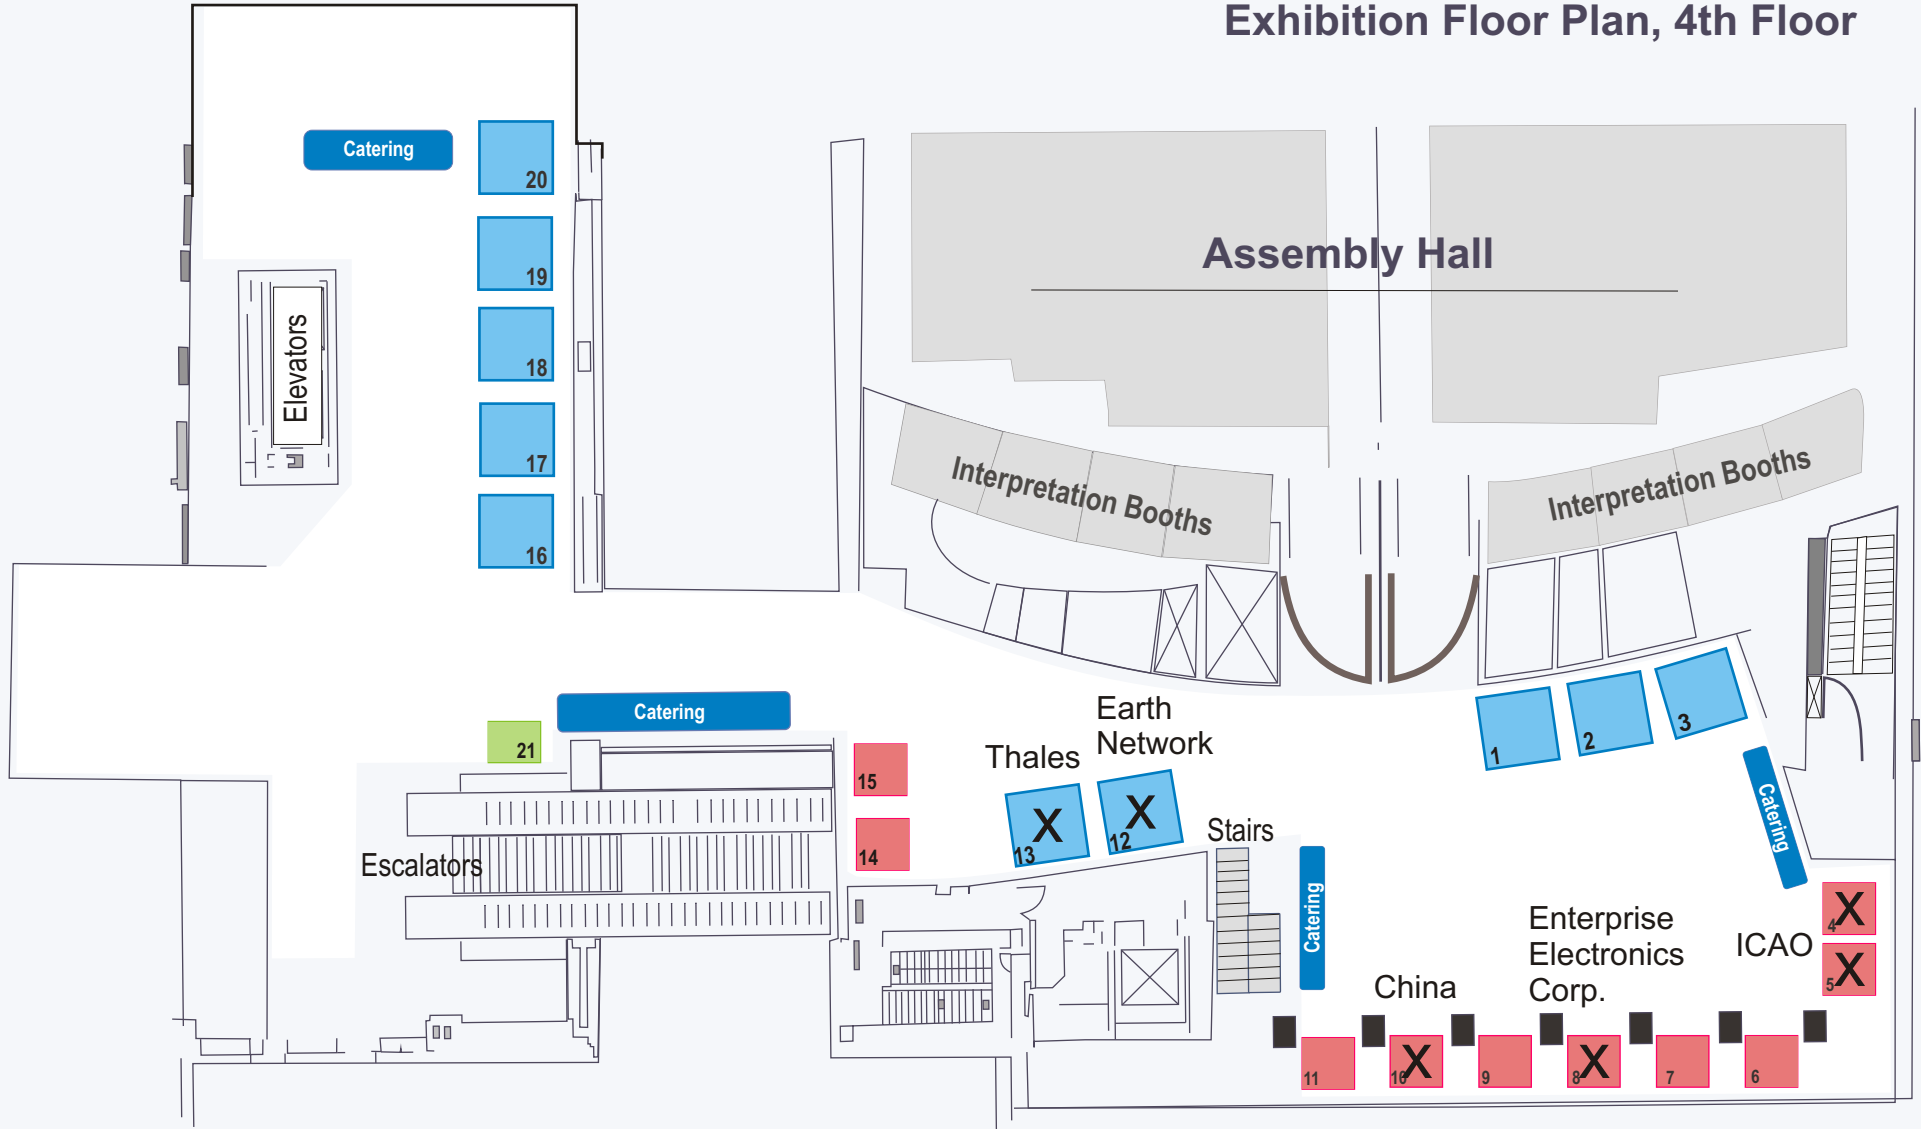 Exhibition Floor Plan, 4th Floor
Catering
20
19
18
17
16
Elevators
Assembly Hall
Interpretation Booths
Interpretation Booths
Catering
21
Escalators
15
14
Thales
X
13
Earth
Network
X
12
Stairs
Catering
1
2
3
Catering
X
4
ICAO
X
5
Enterprise
Electronics
Corp.
China
11
X
10
9
X
8
7
6